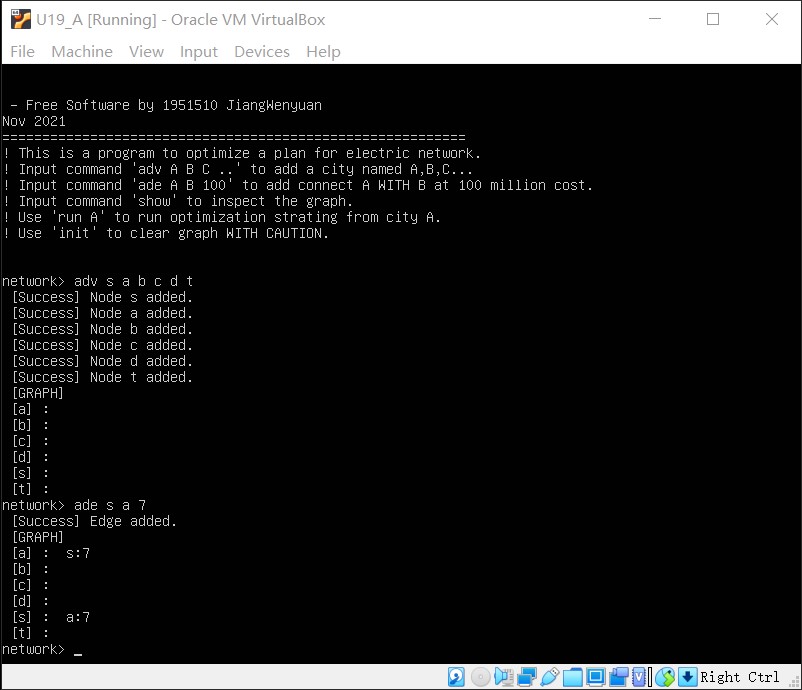 U19_A [Running] - Oracle VM VirtualBox
File Machine View Input Devices Help
- Free Software by 1951510 JiangWenyuan
Nov 2021
==========================================================
! This is a program to optimize a plan for electric network.
! Input command 'adv A B C ..' to add a city named A,B,C...
! Input command 'ade A B 100' to add connect A WITH B at 100 million cost.
! Input command 'show' to inspect the graph.
! Use 'run A' to run optimization strating from city A.
! Use 'init' to clear graph WITH CAUTION.
network> adv s a b c d t
[Success] Node s added.
[Success] Node a added.
[Success] Node b added.
[Success] Node c added.
[Success] Node d added.
[Success] Node t added.
[GRAPH]
[a] :
[b] :
[c] :
[d] :
[s] :
[t] :
network> ade s a 7
[Success] Edge added.
[GRAPH]
[a] : s:7
[b] :
[c] :
[d] :
[s] : a:7
[t] :
network> _
Right Ctrl